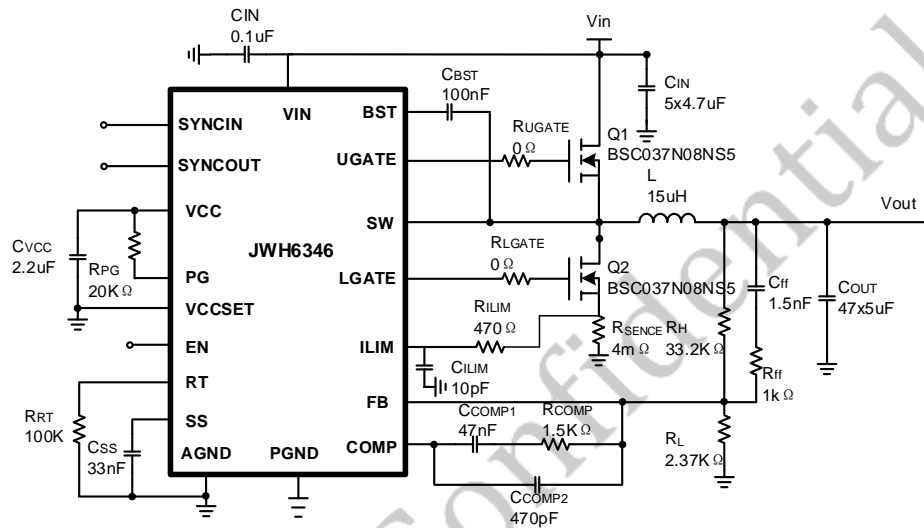 CIN
0.1uF
Vin
CIN
5x4.7uF
CBST
100nF
VIN
BST
SYNCIN
RUGATE
0Ω
Q1
BSC037N08NS5
UGATE
SYNCOUT
L
15uH
Vout
VCC
SW
JWH6346
CVCC
2.2uF
RPG
20KΩ
RLGATE
0Ω
Q2
BSC037N08NS5
PG
LGATE
Cff
1.5nF
COUT
47x5uF
VCCSET
RILIM
470Ω
RSENCE
4mΩ
RH
33.2KΩ
EN
ILIM
CILIM
10pF
Rff
1kΩ
RT
FB
RRT
100K
SS
CSS
33nF
CCOMP1
47nF
RCOMP
1.5KΩ
RL
2.37KΩ
COMP
AGND
PGND
CCOMP2
470pF
Confidential